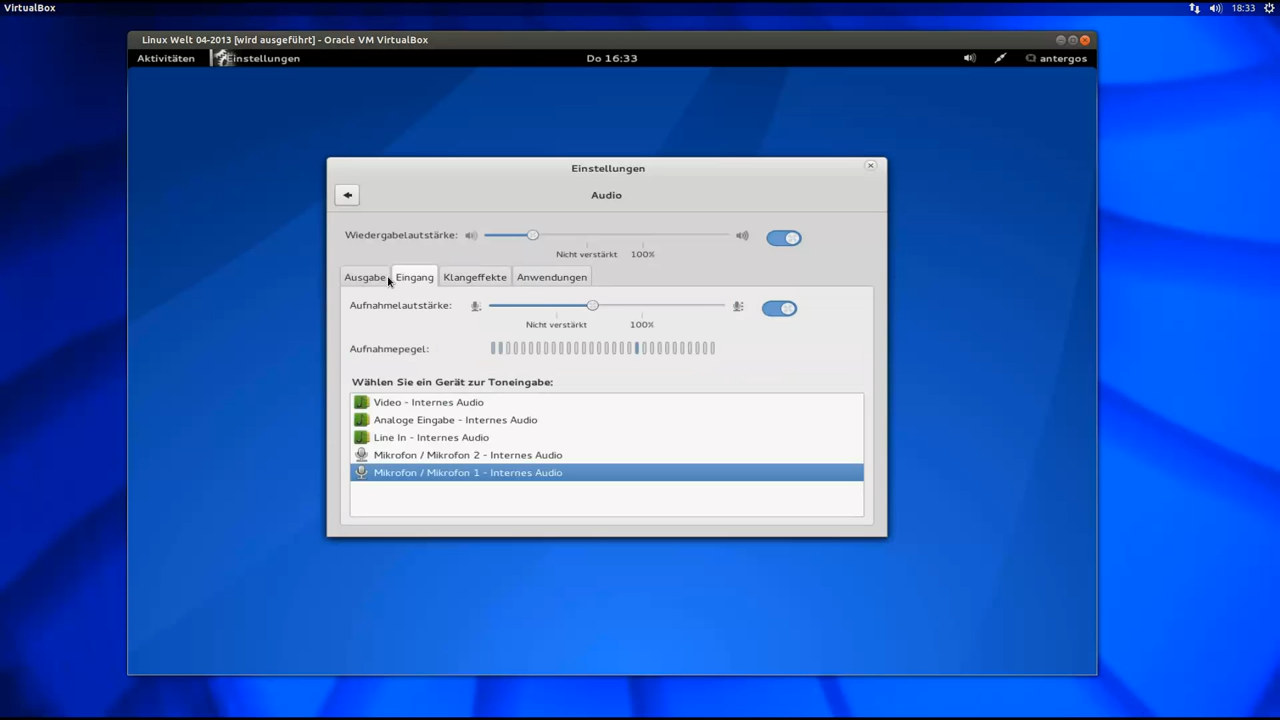 VirtualBox
18:33
Linux Welt 04-2013 [wird ausgeführt] - Oracle VM VirtualBox
Aktivitäten
Einstellungen
Do 16:33
antergos
Einstellungen
Audio
Wiedergabelautstärke:
Nicht verstärkt
100%
Ausgabe
Eingang
Klangeffekte
Anwendungen
Aufnahmelautstärke:
Nicht verstärkt
100%
Aufnahmepegel:
Wählen Sie ein Gerät zur Toneingabe:
Video - Internes Audio
Analoge Eingabe - Internes Audio
Line In - Internes Audio
Mikrofon / Mikrofon 2 - Internes Audio
Mikrofon / Mikrofon 1 - Internes Audio